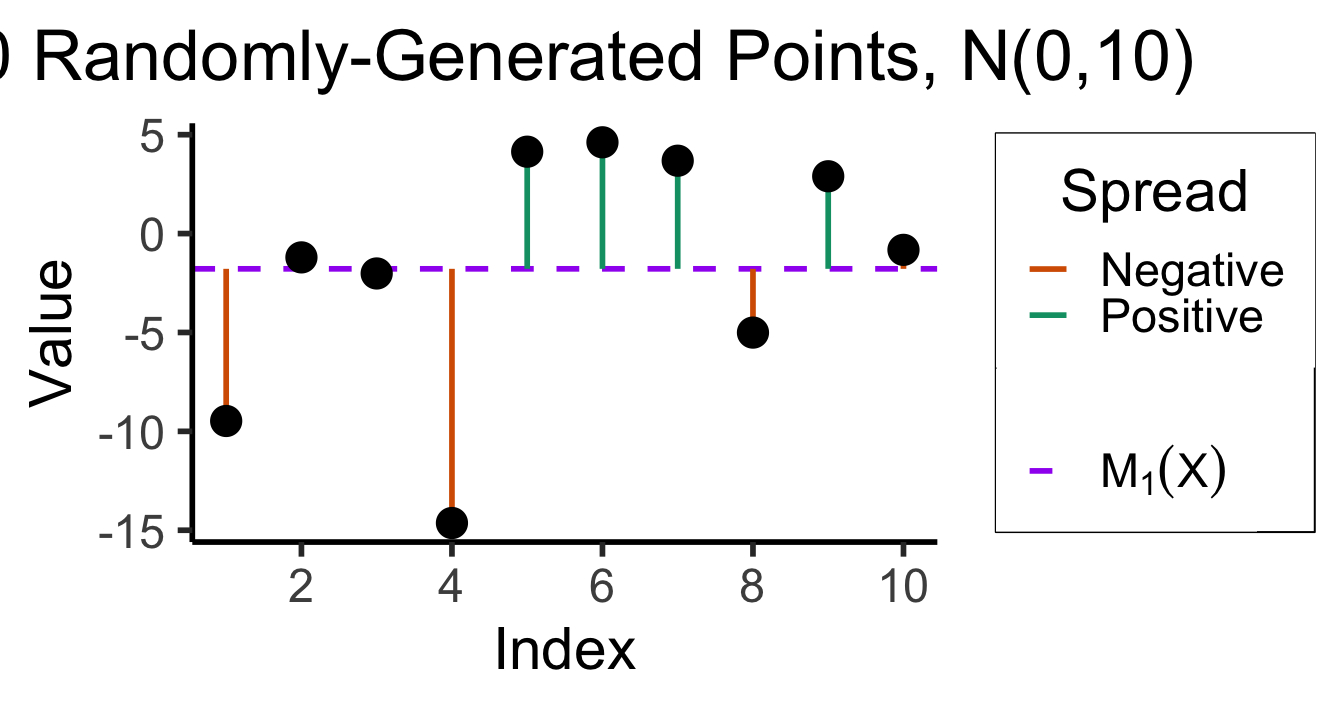 0 Randomly-Generated Points, N(0,10)
5
0
-5
-10
-15
Value
2 4 6 8 10
Index
Spread
Negative
Positive
M₁(X)